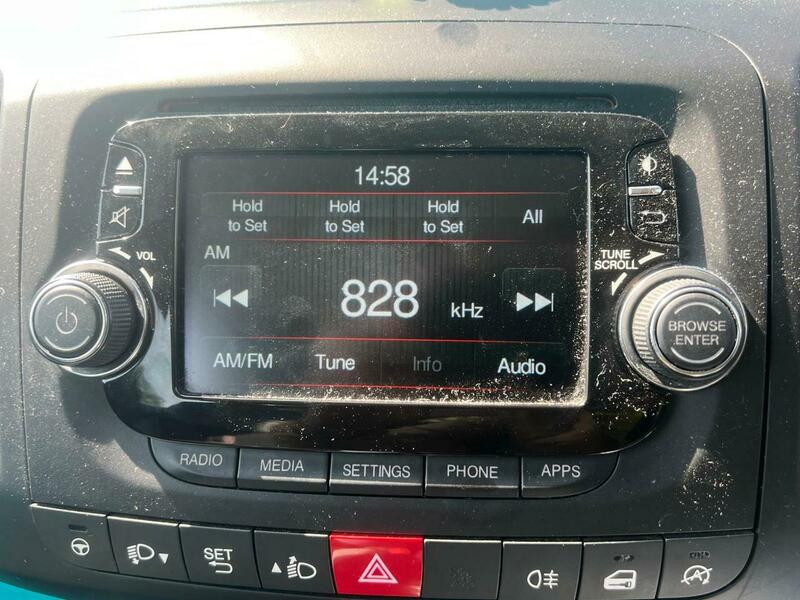 14:58
Hold to Set
Hold to Set
Hold to Set
All
AM
VOL
TUNE
SCROLL
828 kHz
BROWSE
ENTER
AM/FM
Tune
Info
Audio
RADIO
MEDIA
SETTINGS
PHONE
APPS
SET